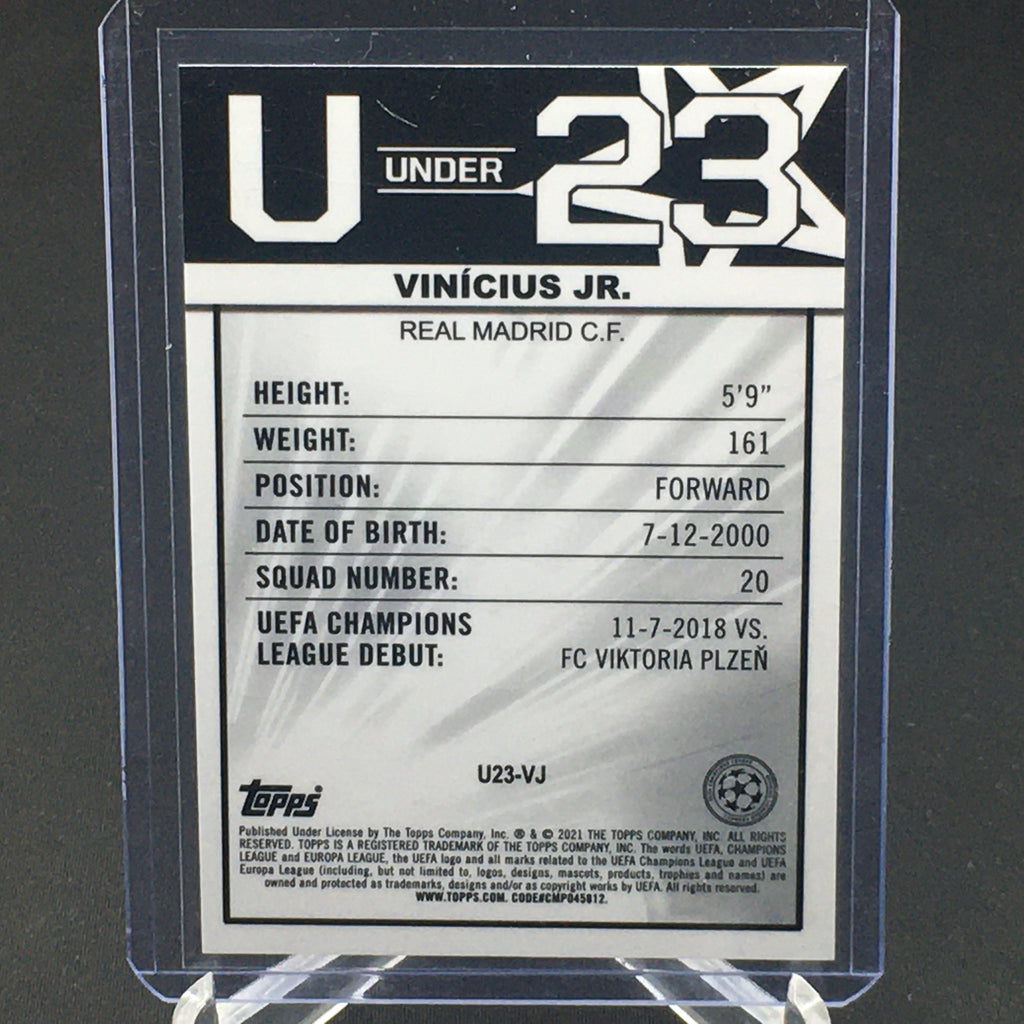 U UNDER 23
VINÍCIUS JR.
REAL MADRID C.F.
HEIGHT: 5'9"
WEIGHT: 161
POSITION: FORWARD
DATE OF BIRTH: 7-12-2000
SQUAD NUMBER: 20
UEFA CHAMPIONS 11-7-2018 VS.
LEAGUE DEBUT: FC VIKTORIA PLZEŇ
U23-VJ
topps
Published Under License by The Topps Company, Inc. ® & © 2021 THE TOPPS COMPANY, INC. ALL RIGHTS
RESERVED. TOPPS IS A REGISTERED TRADEMARK OF THE TOPPS COMPANY, INC. The words UEFA, CHAMPIONS
LEAGUE and EUROPA LEAGUE, the UEFA logo and all marks related to the UEFA Champions League and UEFA
Europa League (including, but not limited to, logos, designs, mascots, products, trophies and names) are
owned and protected as trademarks, designs and/or as copyright works by UEFA. All rights reserved.
WWW.TOPPS.COM. CODE#CMP045812.